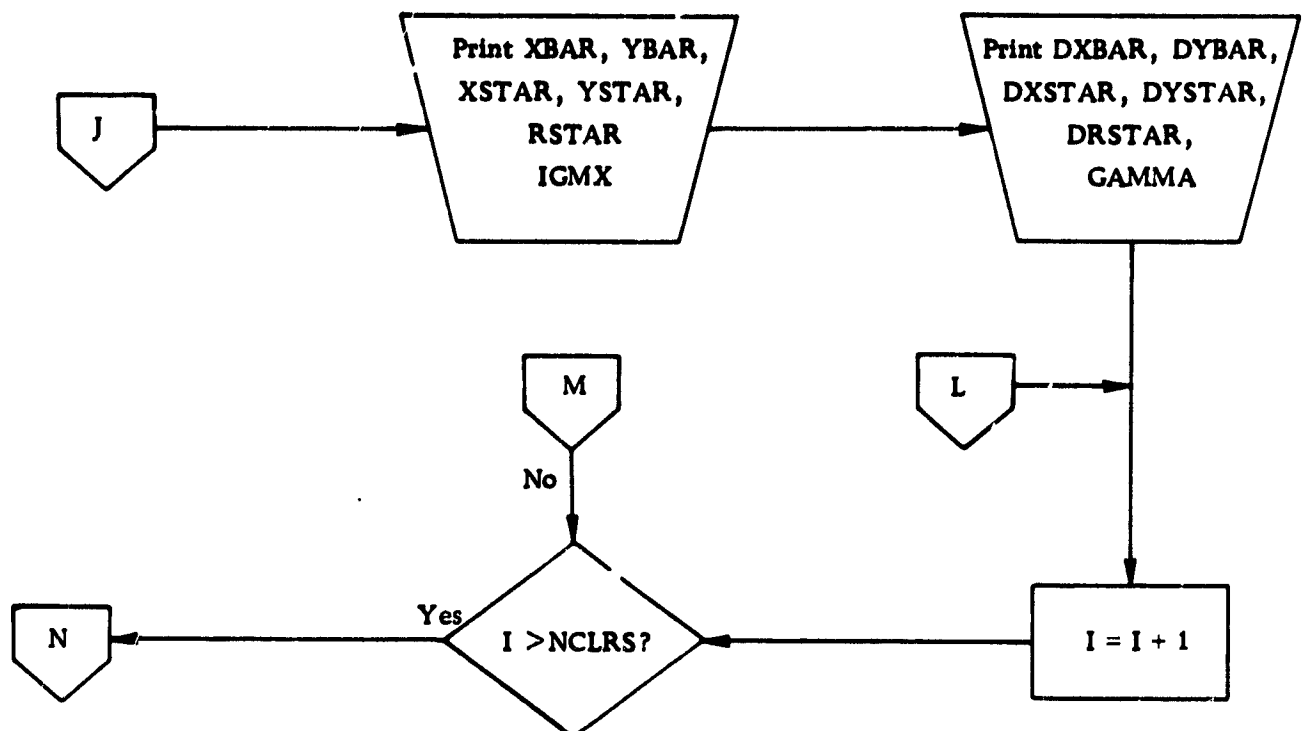 J
Print XBAR, YBAR,
XSTAR, YSTAR,
RSTAR
IGMX
Print DXBAR, DYBAR,
DXSTAR, DYSTAR,
DRSTAR,
GAMMA
M
L
No
N
Yes
I >NCLRS?
I = I + 1